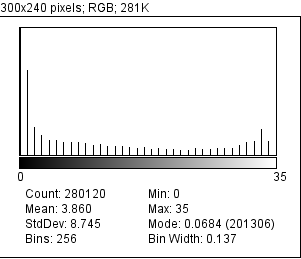 300x240 pixels; RGB; 281K
0 35
Count: 280120 Min: 0
Mean: 3.860 Max: 35
StdDev: 8.745 Mode: 0.0684 (201306)
Bins: 256 Bin Width: 0.137